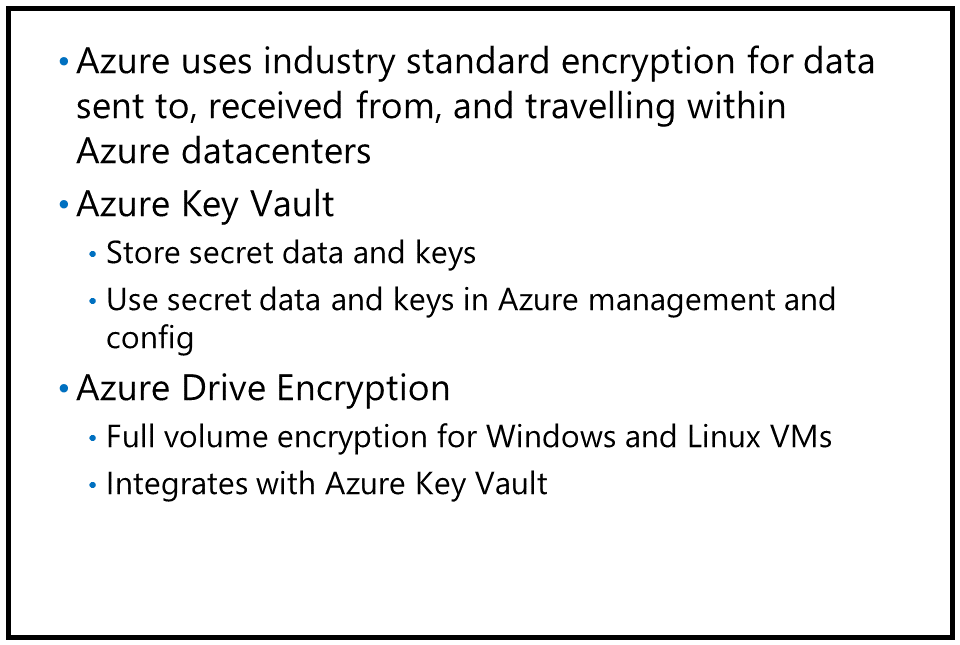 • Azure uses industry standard encryption for data
sent to, received from, and travelling within
Azure datacenters
• Azure Key Vault
• Store secret data and keys
• Use secret data and keys in Azure management and
config
• Azure Drive Encryption
• Full volume encryption for Windows and Linux VMs
• Integrates with Azure Key Vault